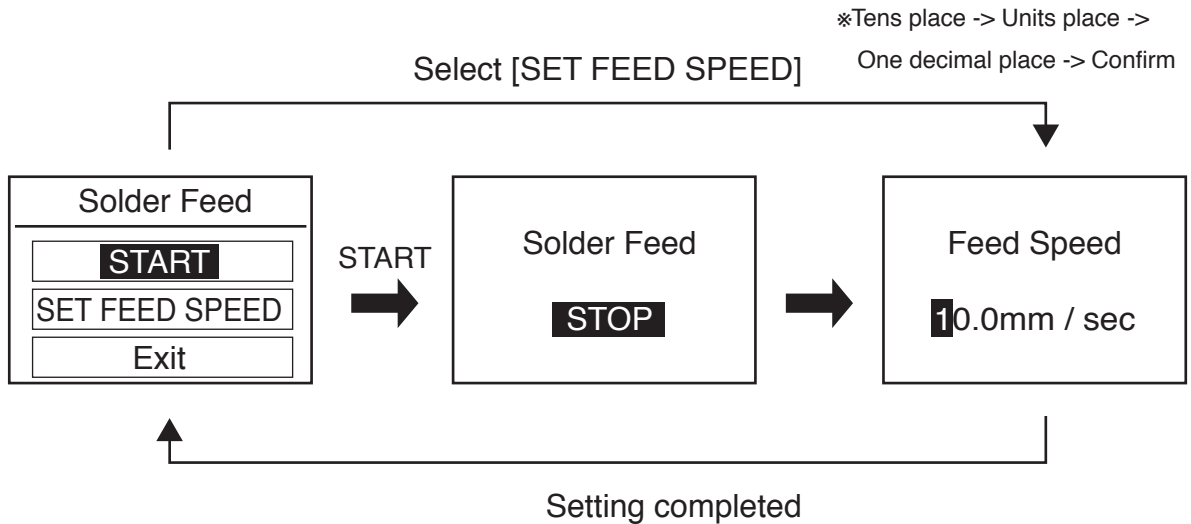 ※Tens place -> Units place ->
One decimal place -> Confirm
Select [SET FEED SPEED]
Solder Feed
START
SET FEED SPEED
Exit
START
Solder Feed
STOP
Feed Speed
10.0mm / sec
Setting completed